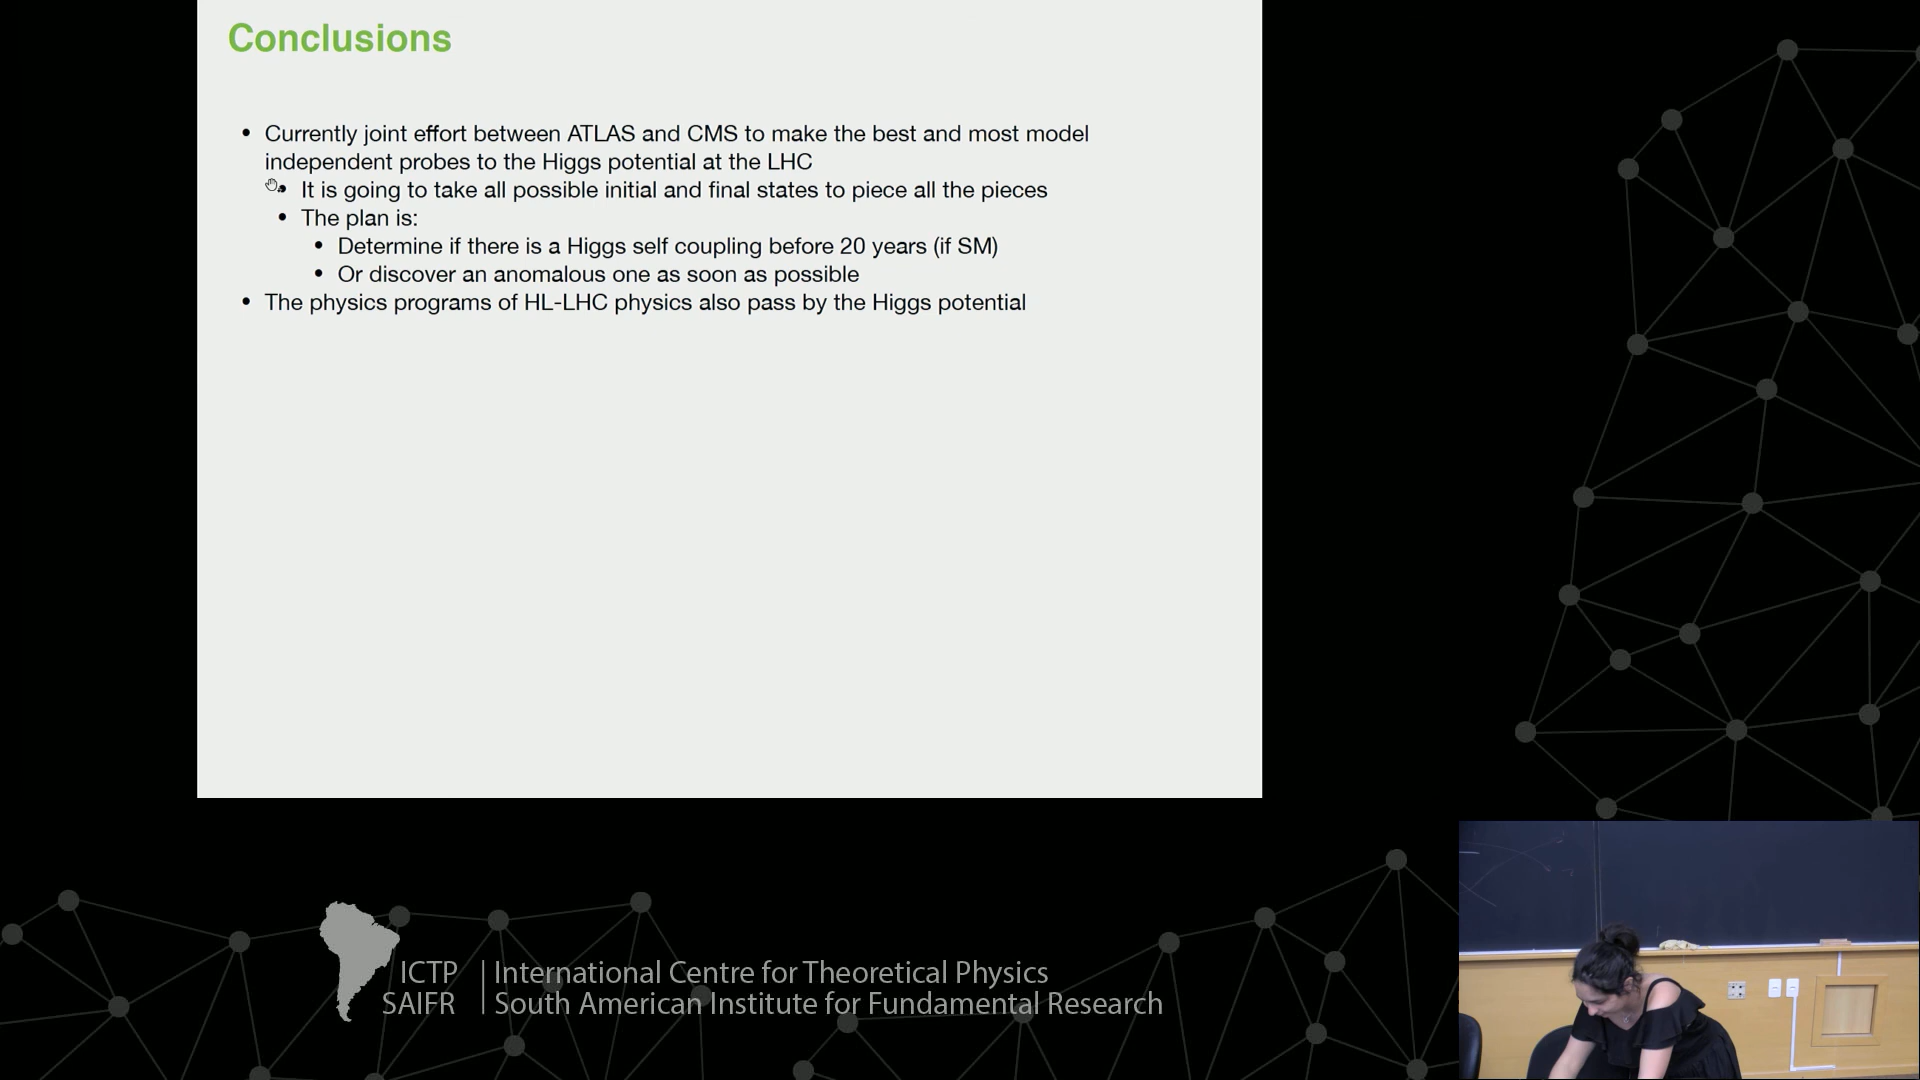 Conclusions
• Currently joint effort between ATLAS and CMS to make the best and most model
independent probes to the Higgs potential at the LHC
• It is going to take all possible initial and final states to piece all the pieces
• The plan is:
• Determine if there is a Higgs self coupling before 20 years (if SM)
• Or discover an anomalous one as soon as possible
• The physics programs of HL-LHC physics also pass by the Higgs potential
ICTP | International Centre for Theoretical Physics
SAIFR | South American Institute for Fundamental Research